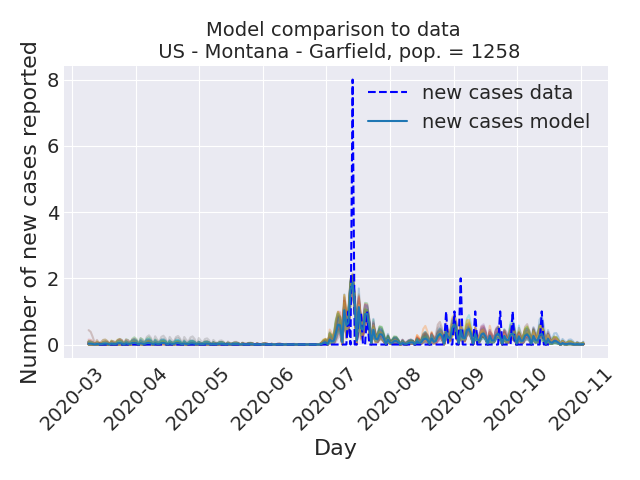 Model comparison to data
US - Montana - Garfield, pop. = 1258
Number of new cases reported
8
6
4
2
0
new cases data
new cases model
2020-03
2020-04
2020-05
2020-06
2020-07
2020-08
2020-09
2020-10
2020-11
Day